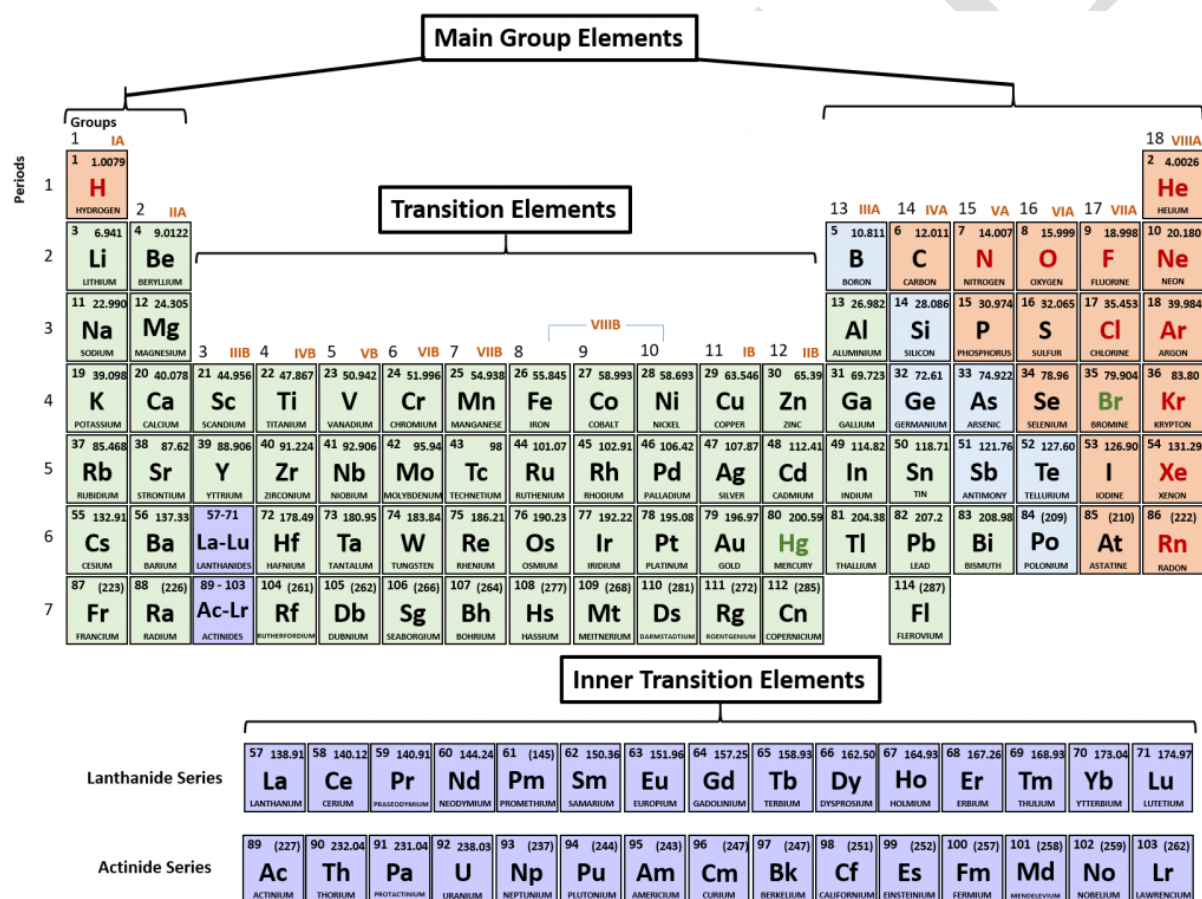 Main Group Elements
Groups
1 IA
18 VIIIA
Periods
1
1 1.0079
H
HYDROGEN
2 4.0026
He
HELIUM
Transition Elements
2 IIA
13 IIIA 14 IVA 15 VA 16 VIA 17 VIIA
2
3 6.941 4 9.0122 5 10.811 6 12.011 7 14.007 8 15.999 9 18.998 10 20.180
Li Be B C N O F Ne
LITHIUM BERYLLIUM BORON CARBON NITROGEN OXYGEN FLUORINE NEON
3
11 22.990 12 24.305 13 26.982 14 28.086 15 30.974 16 32.065 17 35.453 18 39.984
Na Mg Al Si P S Cl Ar
SODIUM MAGNESIUM ALUMINIUM SILICON PHOSPHORUS SULFUR CHLORINE ARGON
VIIIB
3 IIIB 4 IVB 5 VB 6 VIB 7 VIIB 8 9 10 11 IB 12 IIB
4
19 39.098 20 40.078 21 44.956 22 47.867 23 50.942 24 51.996 25 54.938 26 55.845 27 58.993 28 58.693 29 63.546 30 65.39 31 69.723 32 72.61 33 74.922 34 78.96 35 79.904 36 83.80
K Ca Sc Ti V Cr Mn Fe Co Ni Cu Zn Ga Ge As Se Br Kr
POTASSIUM CALCIUM SCANDIUM TITANIUM VANADIUM CHROMIUM MANGANESE IRON COBALT NICKEL COPPER ZINC GALLIUM GERMANIUM ARSENIC SELENIUM BROMINE KRYPTON
5
37 85.468 38 87.62 39 88.906 40 91.224 41 92.906 42 95.94 43 98 44 101.07 45 102.91 46 106.42 47 107.87 48 112.41 49 114.82 50 118.71 51 121.76 52 127.60 53 126.90 54 131.29
Rb Sr Y Zr Nb Mo Tc Ru Rh Pd Ag Cd In Sn Sb Te I Xe
RUBIDIUM STRONTIUM YTTRIUM ZIRCONIUM NIOBIUM MOLYBDENUM TECHNETIUM RUTHENIUM RHODIUM PALLADIUM SILVER CADMIUM INDIUM TIN ANTIMONY TELLURIUM IODINE XENON
6
55 132.91 56 137.33 57-71 72 178.49 73 180.95 74 183.84 75 186.21 76 190.23 77 192.22 78 195.08 79 196.97 80 200.59 81 204.38 82 207.2 83 208.98 84 (209) 85 (210) 86 (222)
Cs Ba La-Lu Hf Ta W Re Os Ir Pt Au Hg Tl Pb Bi Po At Rn
CESIUM BARIUM LANTHANIDES HAFNIUM TANTALUM TUNGSTEN RHENIUM OSMIUM IRIDIUM PLATINUM GOLD MERCURY THALLIUM LEAD BISMUTH POLONIUM ASTATINE RADON
7
87 (223) 88 (226) 89 - 103 104 (261) 105 (262) 106 (266) 107 (264) 108 (277) 109 (268) 110 (281) 111 (272) 112 (285) 114 (287)
Fr Ra Ac-Lr Rf Db Sg Bh Hs Mt Ds Rg Cn Fl
FRANCIUM RADIUM ACTINIDES RUTHERFORDIUM DUBNIUM SEABORGIUM BOHRIUM HASSIUM MEITNERIUM DARMSTADTIUM ROENTGENIUM COPERNICIUM FLEROVIUM
Inner Transition Elements
Lanthanide Series
57 138.91 58 140.12 59 140.91 60 144.24 61 (145) 62 150.36 63 151.96 64 157.25 65 158.93 66 162.50 67 164.93 68 167.26 69 168.93 70 173.04 71 174.97
La Ce Pr Nd Pm Sm Eu Gd Tb Dy Ho Er Tm Yb Lu
LANTHANUM CERIUM PRASEODYMIUM NEODYMIUM PROMETHIUM SAMARIUM EUROPIUM GADOLINIUM TERBIUM DYSPROSIUM HOLMIUM ERBIUM THULIUM YTTERBIUM LUTETIUM
Actinide Series
89 (227) 90 232.04 91 231.04 92 238.03 93 (237) 94 (244) 95 (243) 96 (247) 97 (247) 98 (251) 99 (252) 100 (257) 101 (258) 102 (259) 103 (262)
Ac Th Pa U Np Pu Am Cm Bk Cf Es Fm Md No Lr
ACTINIUM THORIUM PROTACTINIUM URANIUM NEPTUNIUM PLUTONIUM AMERICIUM CURIUM BERKELIUM CALIFORNIUM EINSTEINIUM FERMIUM MENDELEVIUM NOBELIUM LAWRENCIUM